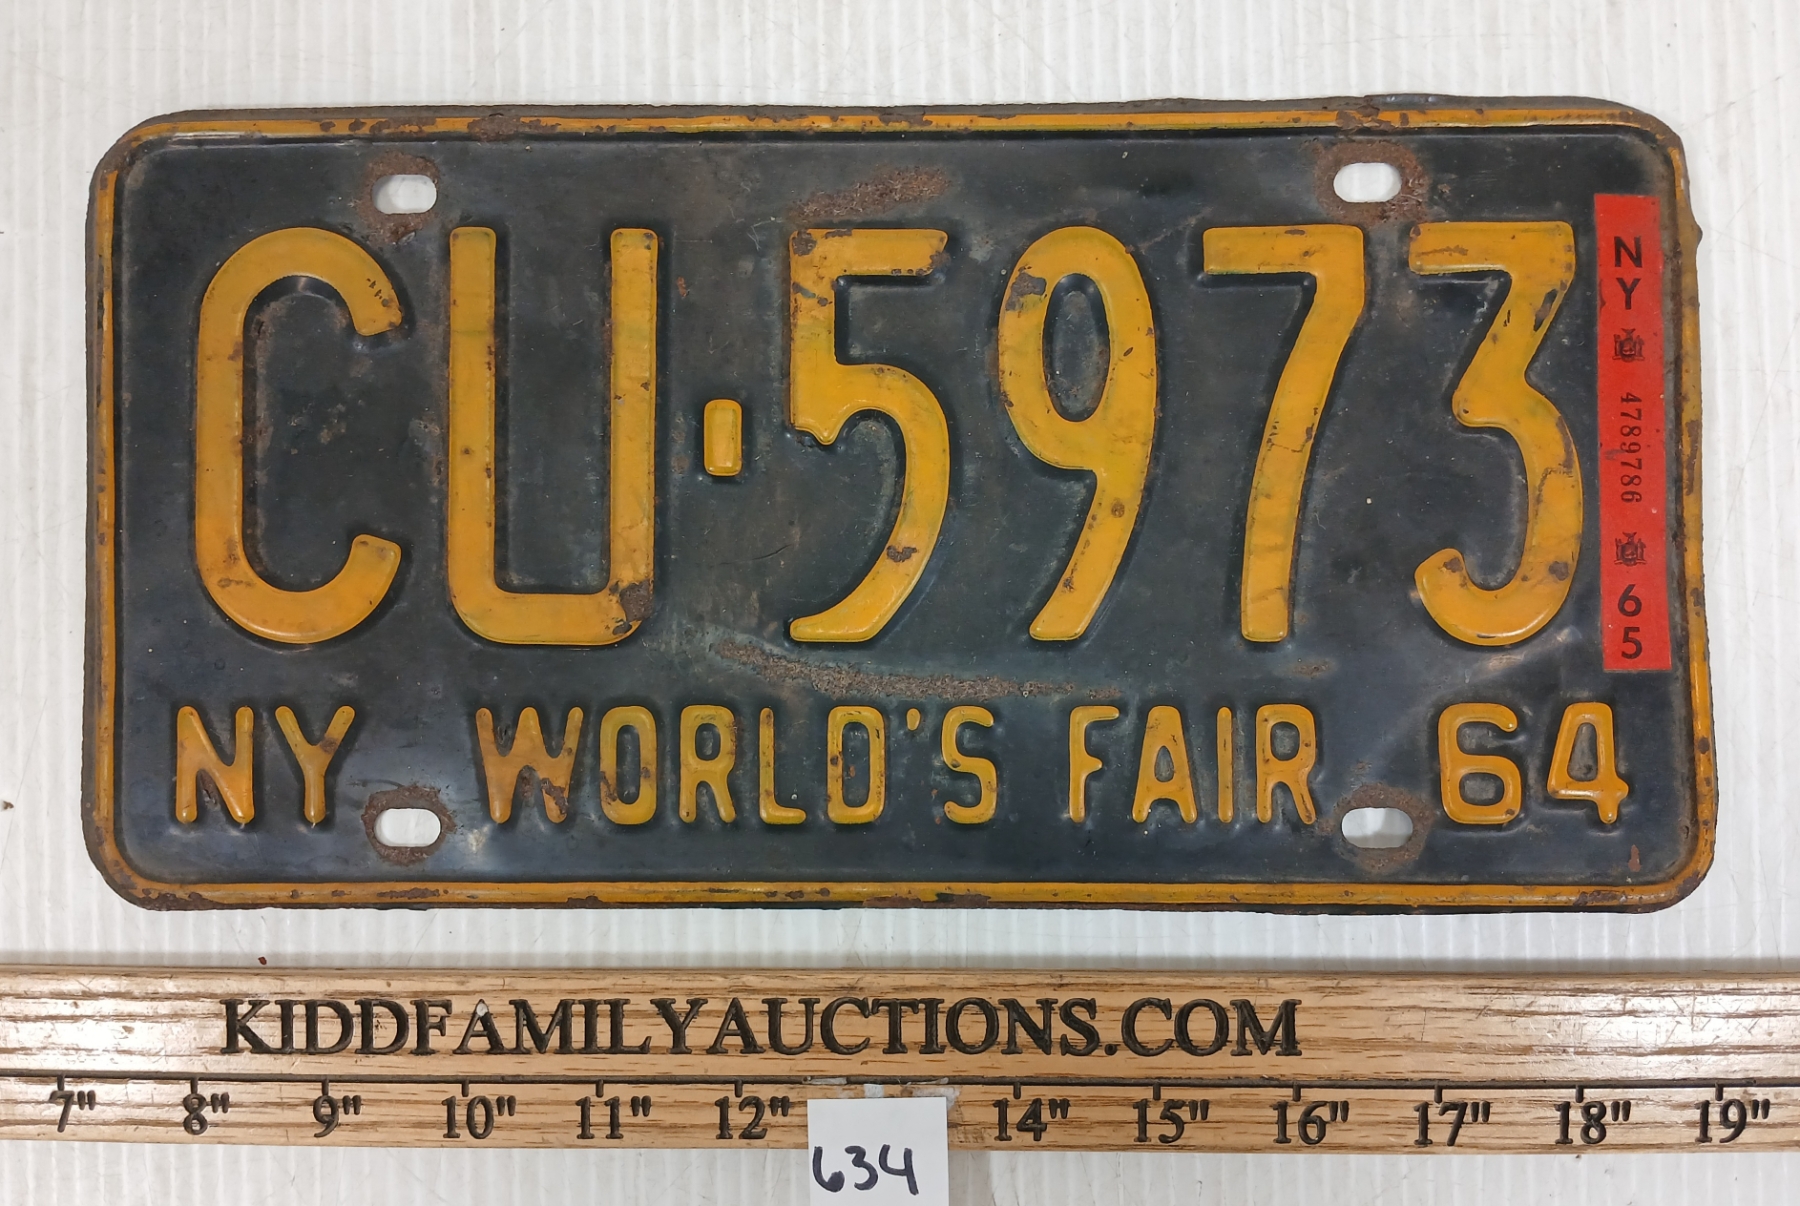 CU·5973
NY 4789786 65
NY WORLD'S FAIR 64
KIDDFAMILYAUCTIONS.COM
7" 8" 9" 10" 11" 12" 14" 15" 16" 17" 18" 19"
634